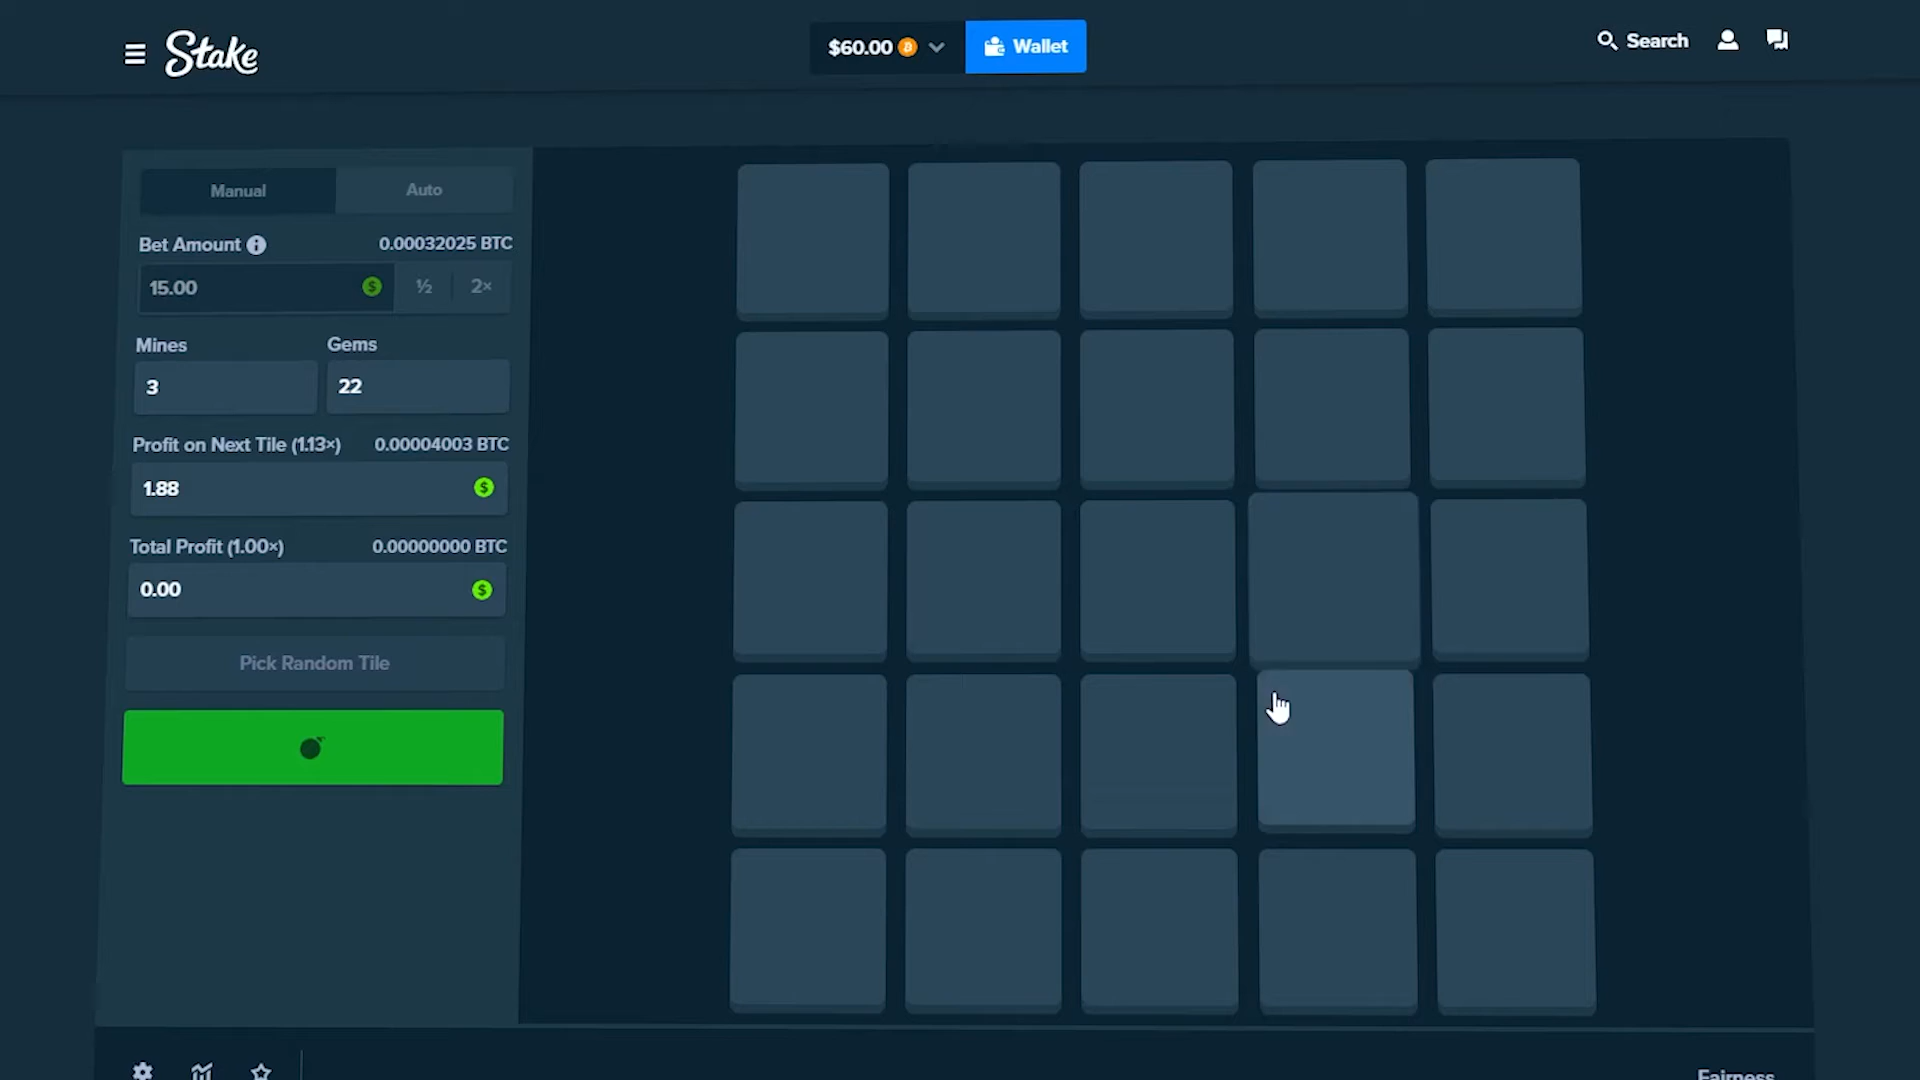 Stake
$60.00
Wallet
Search
Manual
Auto
Bet Amount
0.00032025 BTC
15.00
½
2×
Mines
Gems
3
22
Profit on Next Tile (1.13×)
0.00004003 BTC
1.88
Total Profit (1.00×)
0.00000000 BTC
0.00
Pick Random Tile
Fairness